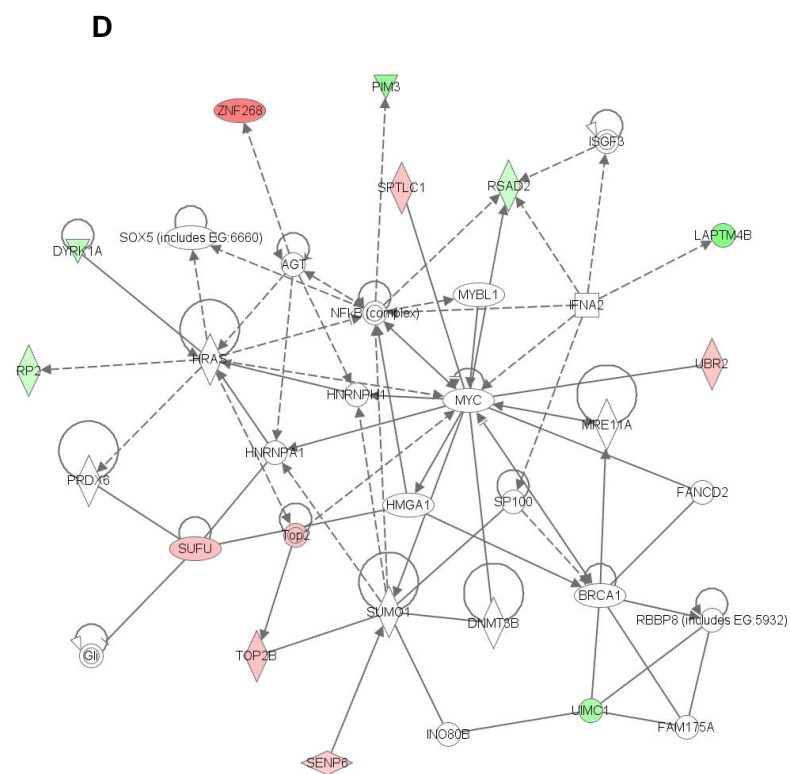 D
PIM3
ZNF268
ISGF3
SPTLC1
RSAD2
LAPTM4B
SOX5 (includes EG:6660)
DYRK1A
AGT
MYBL1
IFNA2
NFkB (complex)
HRAS
UBR2
RP2
HNRNPH1
MYC
MRE11A
HNRNPA1
PRDX6
FANCD2
SP100
HMGA1
Top2
SUFU
BRCA1
SUMO1
RBBP8 (includes EG:5932)
DNMT3B
Gli
TOP2B
UIMC1
FAM175A
INO80B
SENP6